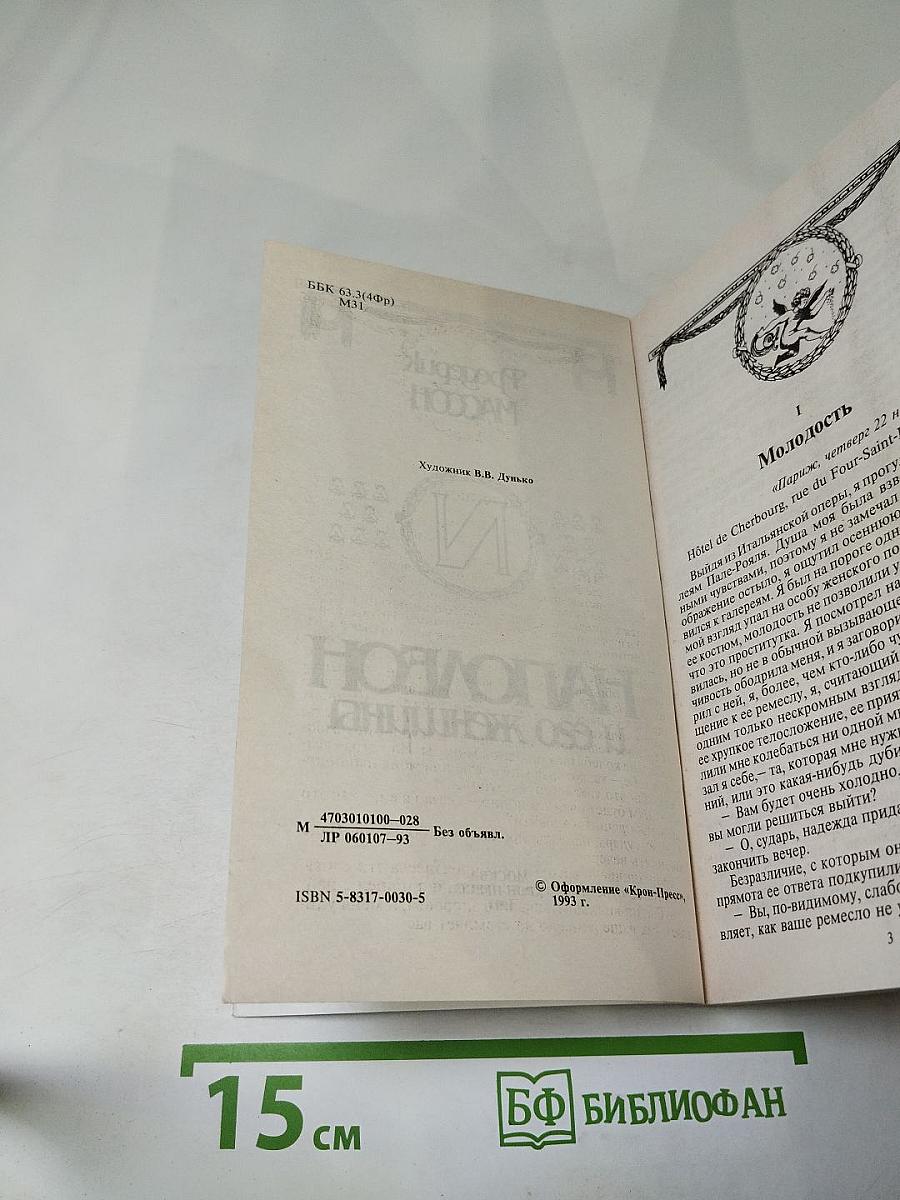 ББК 63.3(4Фр)
М31
Художник В.В. Дунько
М 4703010100—028
ЛР 060107—93
Без объявл.
ISBN 5-8317-0030-5
© Оформление «Крон-Пресс»,
1993 г.
I
Молодость
«Париж, четверг 22 н
Hôtel de Cherbourg, rue du Four-Saint-
Выйдя из Итальянской оперы, я прогу
леям Пале-Рояля. Душа моя была взв
ными чувствами, поэтому я не замечал
ображение остыло, я ощутил осеннюю
вился к галереям. Я был на пороге одн
мой взгляд упал на особу женского по
ее костюм, молодость не позволили у
что это проститутка. Я посмотрел на
вилась, но не в обычной вызывающе
чивость ободрила меня, и я заговори
рил с ней, я, более, чем кто-либо чу
щение к ее ремеслу, я, считающий
одним только нескромным взгляд
ее хрупкое телосложение, ее прия
лили мне колебаться ни одной м
зал я себе,— та, которая мне нуж
ний, или это какая-нибудь дуби
— Вам будет очень холодно,
вы могли решиться выйти?
— О, сударь, надежда прида
закончить вечер.
Безразличие, с которым он
прямота ее ответа подкупили
— Вы, по-видимому, слабо
вляет, как ваше ремесло не у
3
Фредерик
МАССОН
N
НАПОЛЕОН
и его женщины
15 см
БФ БИБЛИОФАН